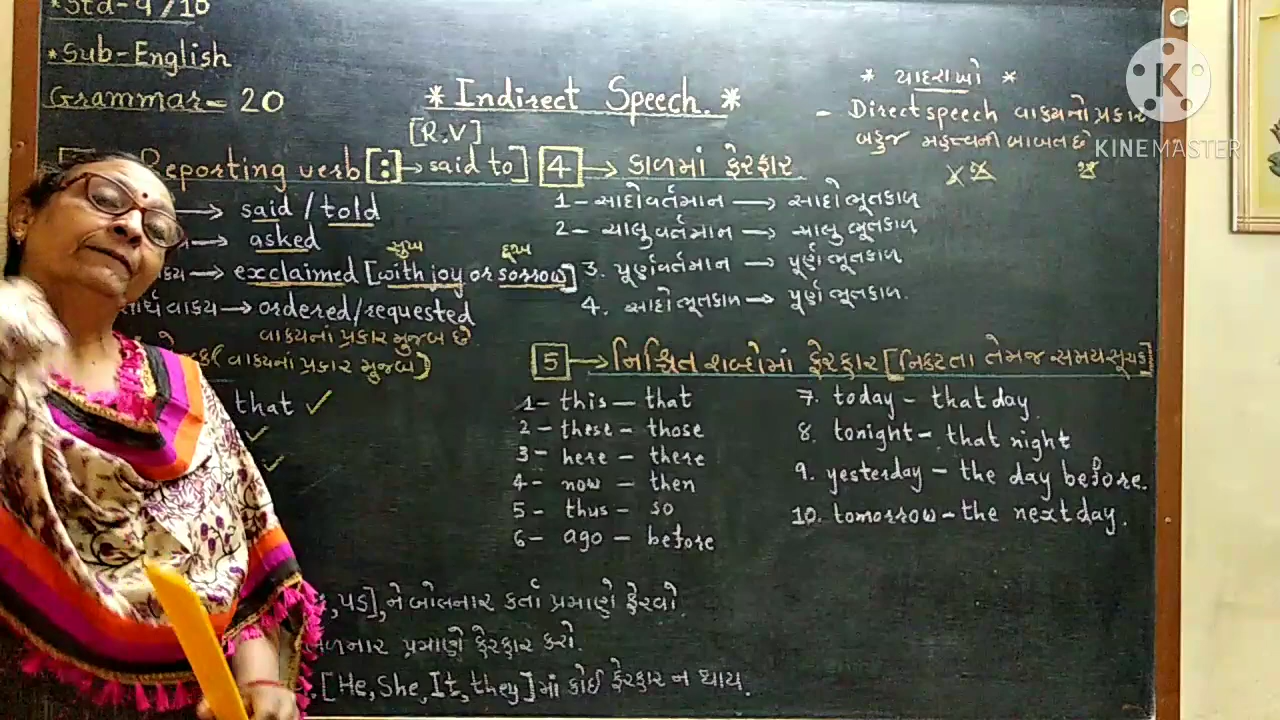 *Std-9/10
*Sub-English
Grammar-20
*Indirect Speech.*
[R.V]
Reporting verb [:→ said to]
→ said / told
→ asked
સુખ દુઃખ
→ exclaimed [with joy or sorrow]
વાક્ય → ordered/requested
વાક્યનાં પ્રકાર મુજબ છે.
(વાક્યનાં પ્રકાર મુજબ)
that ✓
✓
✓
4 → કાળમાં ફેરફાર
1 – સાદોવર્તમાન → સાદોભૂતકાળ
2 – ચાલુવર્તમાન → ચાલુભૂતકાળ
3. પૂર્ણવર્તમાન → પૂર્ણભૂતકાળ
4. સાદોભૂતકાળ → પૂર્ણભૂતકાળ.
5 → નિશ્ચિત શબ્દોમાં ફેરફાર [નિકટતા તેમજ સમયસૂચક]
1 – this – that
2 – these – those
3 – here – there
4 – now – then
5 – thus – so
6 – ago – before
7. today – that day
8. tonight – that night
9. yesterday – the day before.
10. tomorrow – the next day.
* યાદરાખો *
– Direct speech વાક્યનો પ્રકાર
બહુજ મહત્ત્વની બાબત છે
KINEMASTER
us], ને બોલનાર કર્તા પ્રમાણે ફેરવો
પ્રમાણે ફેરફાર કરો.
[He, She, It, they] માં કોઈ ફેરફાર ન થાય.